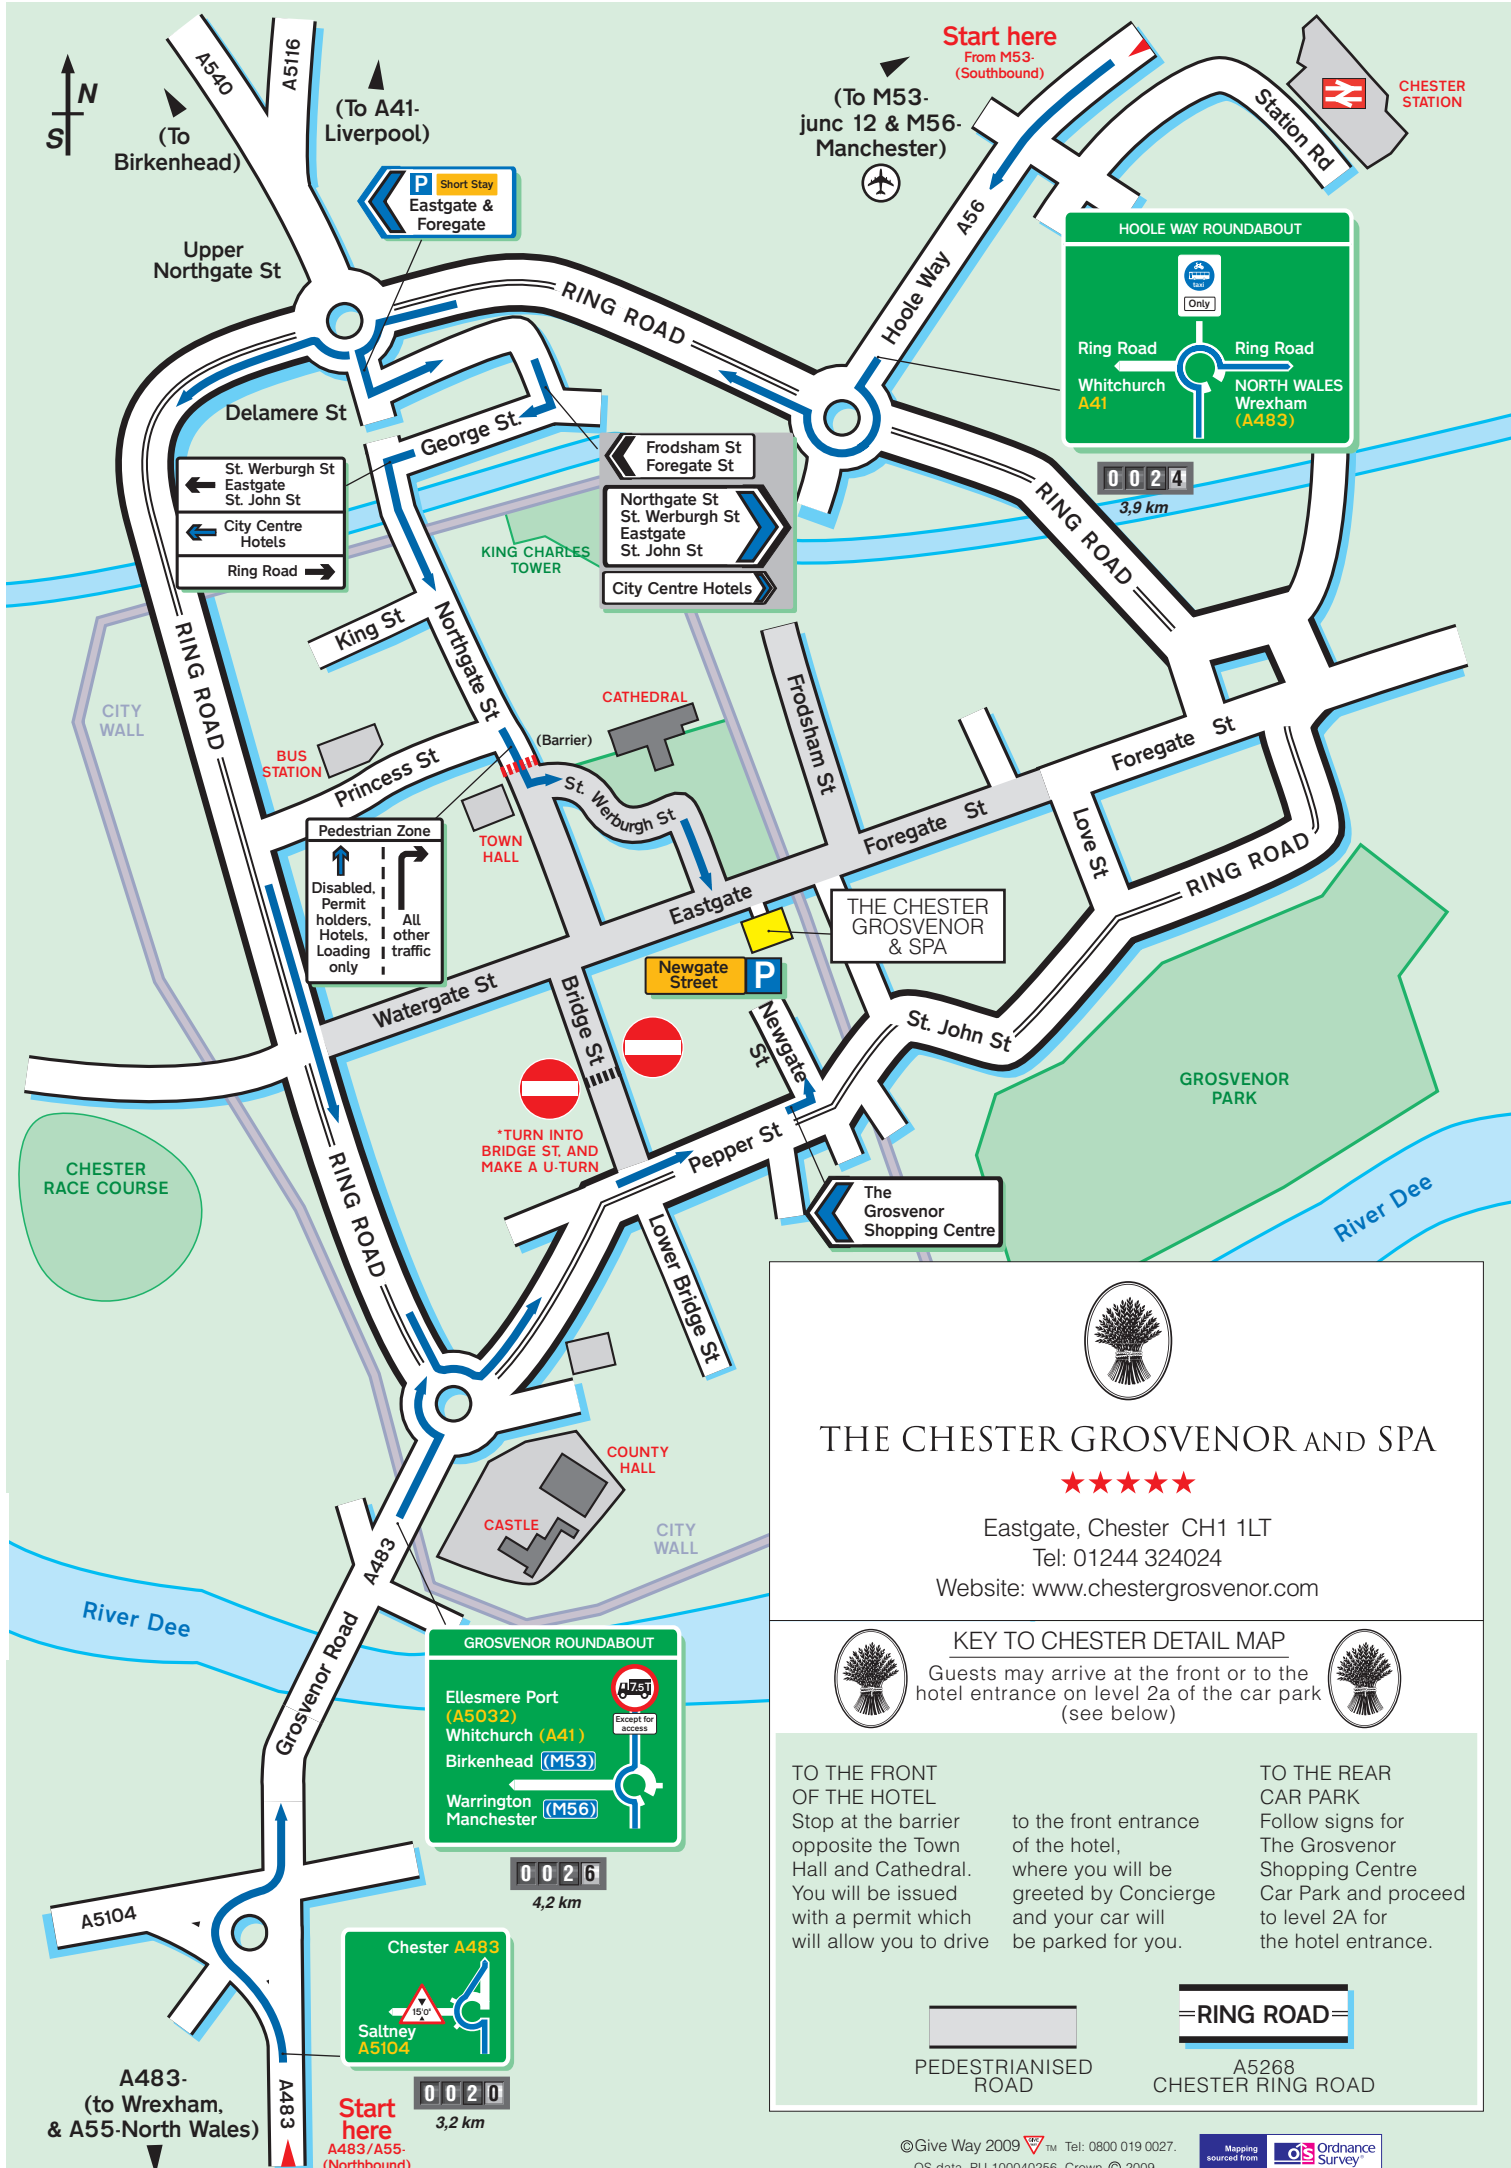 N
S
A540
A5116
(To
Birkenhead)
(To A41-
Liverpool)
P Short Stay
Eastgate &
Foregate
Upper
Northgate St
Start here
From M53-
(Southbound)
(To M53-
junc 12 & M56-
Manchester)
CHESTER
STATION
Station Rd
A56
Hoole Way
HOOLE WAY ROUNDABOUT
taxi
Only
Ring Road
Whitchurch
A41
Ring Road
NORTH WALES
Wrexham
(A483)
0024
3,9 km
RING ROAD
Delamere St
George St.
St. Werburgh St
Eastgate
St. John St
City Centre
Hotels
Ring Road
Frodsham St
Foregate St
Northgate St
St. Werburgh St
Eastgate
St. John St
City Centre Hotels
KING CHARLES
TOWER
RING ROAD
King St
Northgate St
RING ROAD
CITY
WALL
CATHEDRAL
Frodsham St
BUS
STATION
(Barrier)
Princess St
St. Werburgh St
TOWN
HALL
Foregate St
Foregate St
Love St
RING ROAD
Pedestrian Zone
Disabled,
Permit
holders,
Hotels,
Loading
only
All
other
traffic
Eastgate
THE CHESTER
GROSVENOR
& SPA
Newgate
Street
P
Watergate St
Bridge St
Newgate
St
St. John St
GROSVENOR
PARK
*TURN INTO
BRIDGE ST, AND
MAKE A U-TURN
CHESTER
RACE COURSE
RING ROAD
Pepper St
The
Grosvenor
Shopping Centre
River Dee
Lower Bridge St
COUNTY
HALL
CASTLE
CITY
WALL
A483
River Dee
Grosvenor Road
GROSVENOR ROUNDABOUT
7.5T
Except for
access
Ellesmere Port
(A5032)
Whitchurch (A41)
Birkenhead (M53)
Warrington
Manchester (M56)
0026
4,2 km
A5104
Chester A483
15'0"
Saltney
A5104
0020
3,2 km
A483-
(to Wrexham,
& A55-North Wales)
A483
Start
here
A483/A55-
(Northbound)
THE CHESTER GROSVENOR AND SPA
Eastgate, Chester CH1 1LT
Tel: 01244 324024
Website: www.chestergrosvenor.com
KEY TO CHESTER DETAIL MAP
Guests may arrive at the front or to the
hotel entrance on level 2a of the car park
(see below)
TO THE FRONT
OF THE HOTEL
Stop at the barrier
opposite the Town
Hall and Cathedral.
You will be issued
with a permit which
will allow you to drive
to the front entrance
of the hotel,
where you will be
greeted by Concierge
and your car will
be parked for you.
TO THE REAR
CAR PARK
Follow signs for
The Grosvenor
Shopping Centre
Car Park and proceed
to level 2A for
the hotel entrance.
PEDESTRIANISED
ROAD
RING ROAD
A5268
CHESTER RING ROAD
©Give Way 2009 GIVE WAY TM Tel: 0800 019 0027.
OS data. PU 100040256. Crown © 2009
Mapping
sourced from
OS Ordnance
Survey®